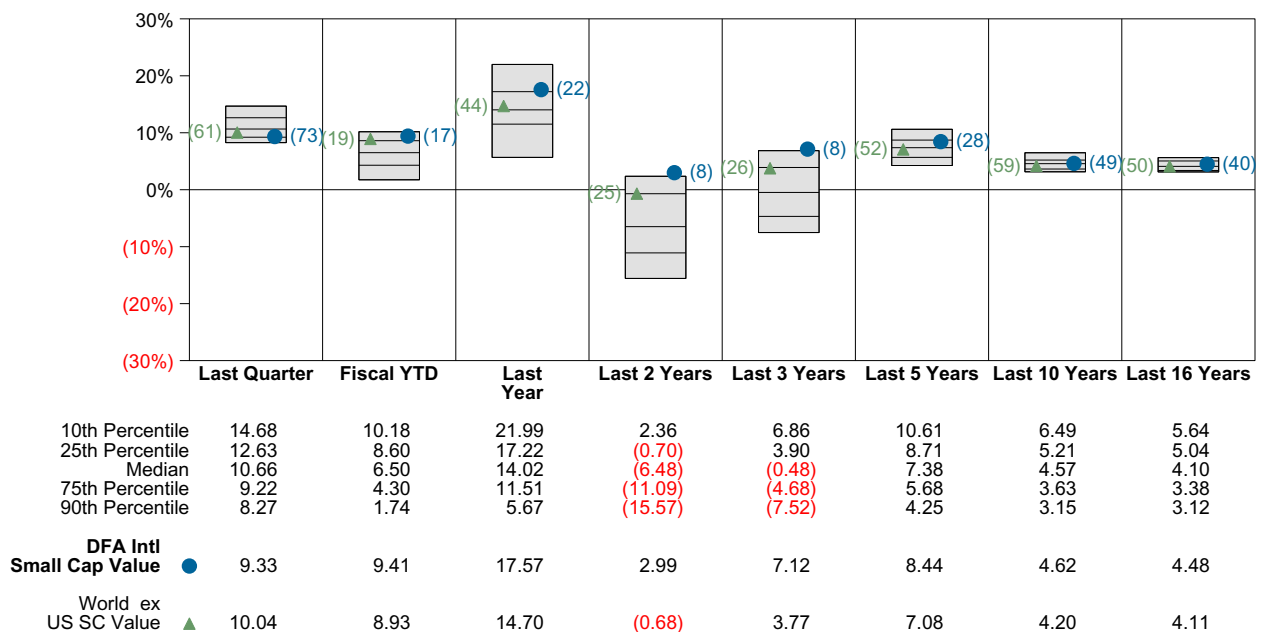 30%
20%
10%
0%
(10%)
(20%)
(30%)
(61) (73)
(19) (17)
(44) (22)
(25) (8)
(26) (8)
(52) (28)
(59) (49)
(50) (40)
Last Quarter Fiscal YTD Last Year Last 2 Years Last 3 Years Last 5 Years Last 10 Years Last 16 Years
10th Percentile 14.68 10.18 21.99 2.36 6.86 10.61 6.49 5.64
25th Percentile 12.63 8.60 17.22 (0.70) 3.90 8.71 5.21 5.04
Median 10.66 6.50 14.02 (6.48) (0.48) 7.38 4.57 4.10
75th Percentile 9.22 4.30 11.51 (11.09) (4.68) 5.68 3.63 3.38
90th Percentile 8.27 1.74 5.67 (15.57) (7.52) 4.25 3.15 3.12
DFA Intl
Small Cap Value 9.33 9.41 17.57 2.99 7.12 8.44 4.62 4.48
World ex
US SC Value 10.04 8.93 14.70 (0.68) 3.77 7.08 4.20 4.11